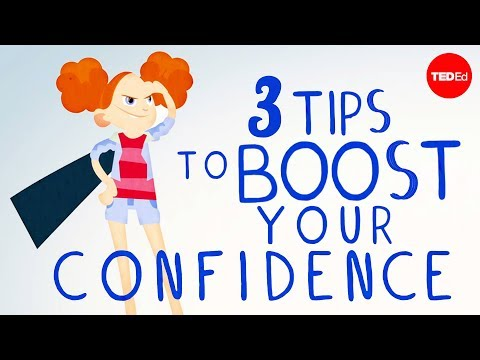 TEDEd
3 TIPS
TO BOOST
YOUR
CONFIDENCE